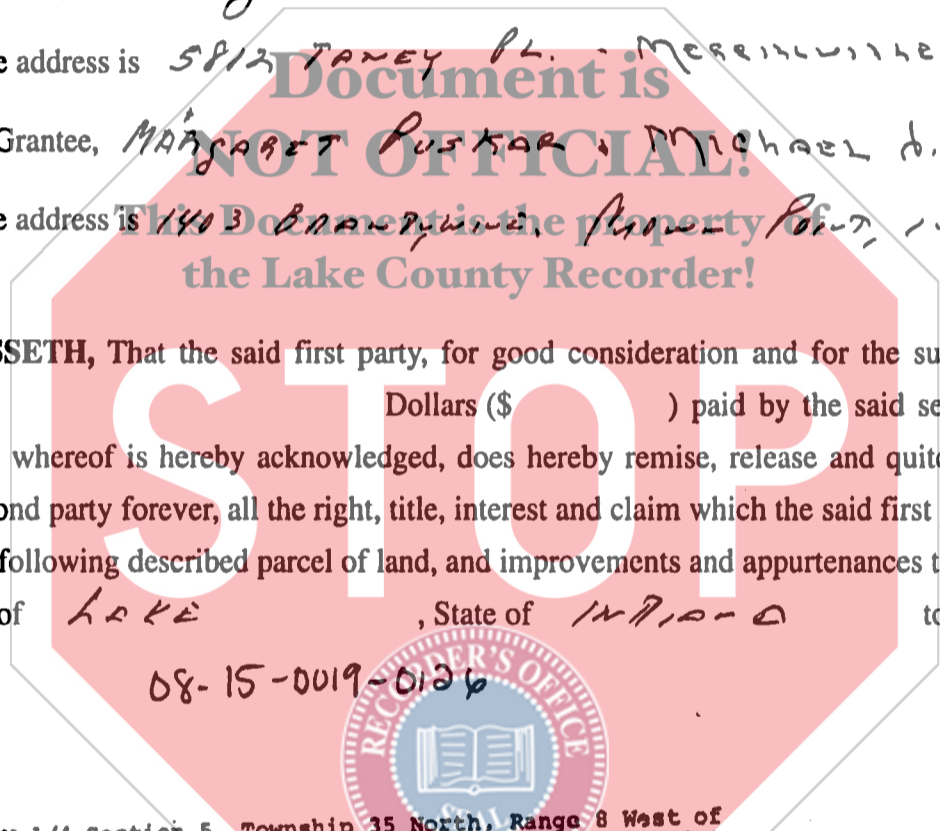 e address is 5812 TANEY PL. - MERRILLVILLE
Document is
Grantee, MARGARET PUSKAR & MICHAEL J.
NOT OFFICIAL!
e address is 1403 BRANDYWINE, CROWN POINT,
This Document is the property of
the Lake County Recorder!
SSETH, That the said first party, for good consideration and for the su
Dollars ($ ) paid by the said se
whereof is hereby acknowledged, does hereby remise, release and quitc
ond party forever, all the right, title, interest and claim which the said first
following described parcel of land, and improvements and appurtenances t
of LAKE , State of INDIANA to
STOP
08-15-0019-0126
RECORDER'S OFFICE
SEAL
Section 5, Township 35 North, Range 8 West of